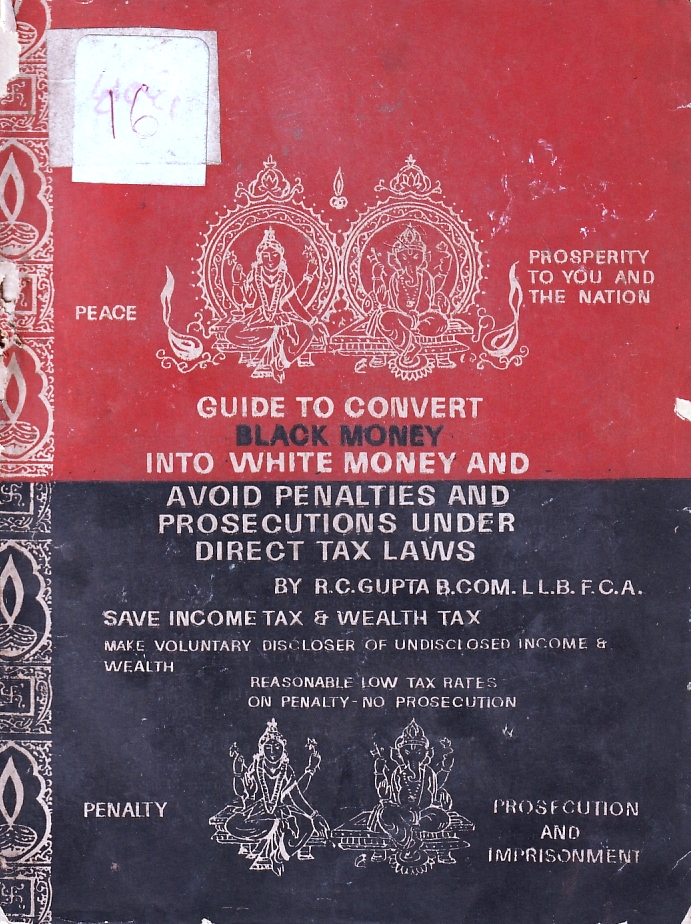 16
PEACE
PROSPERITY
TO YOU AND
THE NATION
GUIDE TO CONVERT
BLACK MONEY
INTO WHITE MONEY AND
AVOID PENALTIES AND
PROSECUTIONS UNDER
DIRECT TAX LAWS
BY R.C.GUPTA B.COM. L L.B. F.C.A.
SAVE INCOME TAX & WEALTH TAX
MAKE VOLUNTARY DISCLOSER OF UNDISCLOSED INCOME &
WEALTH
REASONABLE LOW TAX RATES
ON PENALTY-NO PROSECUTION
PENALTY
PROSECUTION
AND
IMPRISONMENT